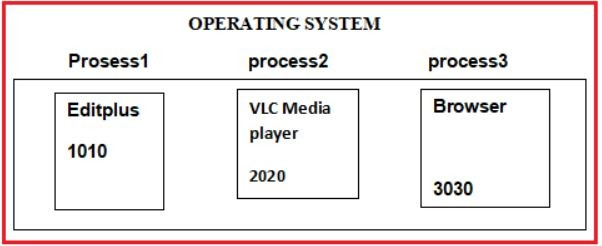 OPERATING SYSTEM
Prosess1 process2 process3
Editplus
1010
VLC Media
player
2020
Browser
3030